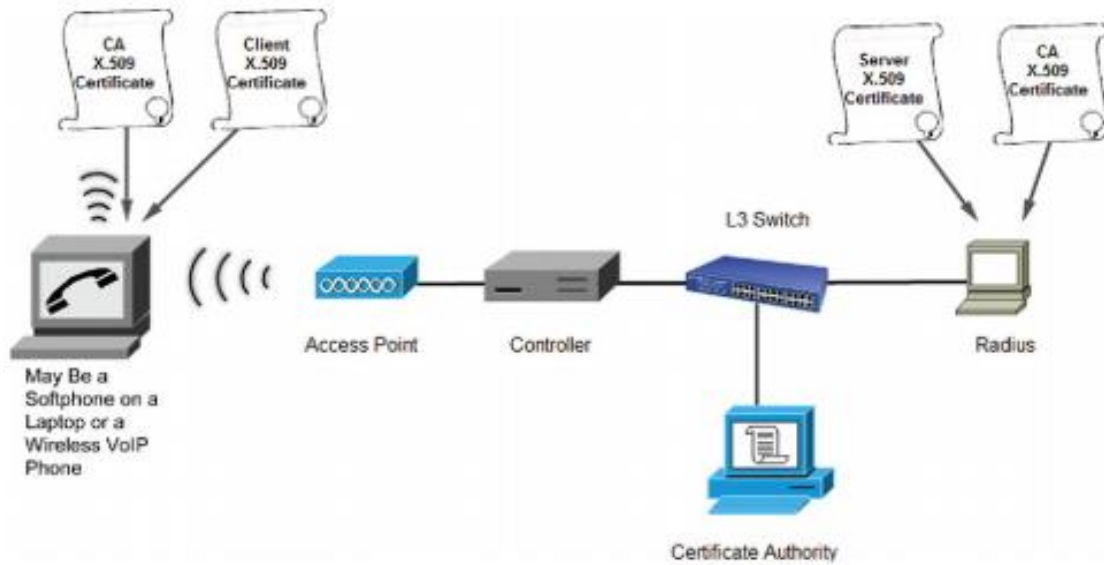 CA
X.509
Certificate
Client
X.509
Certificate
Server
X.509
Certificate
CA
X.509
Certificate
L3 Switch
Access Point
Controller
Radius
May Be a
Softphone on a
Laptop or a
Wireless VoIP
Phone
Certificate Authority